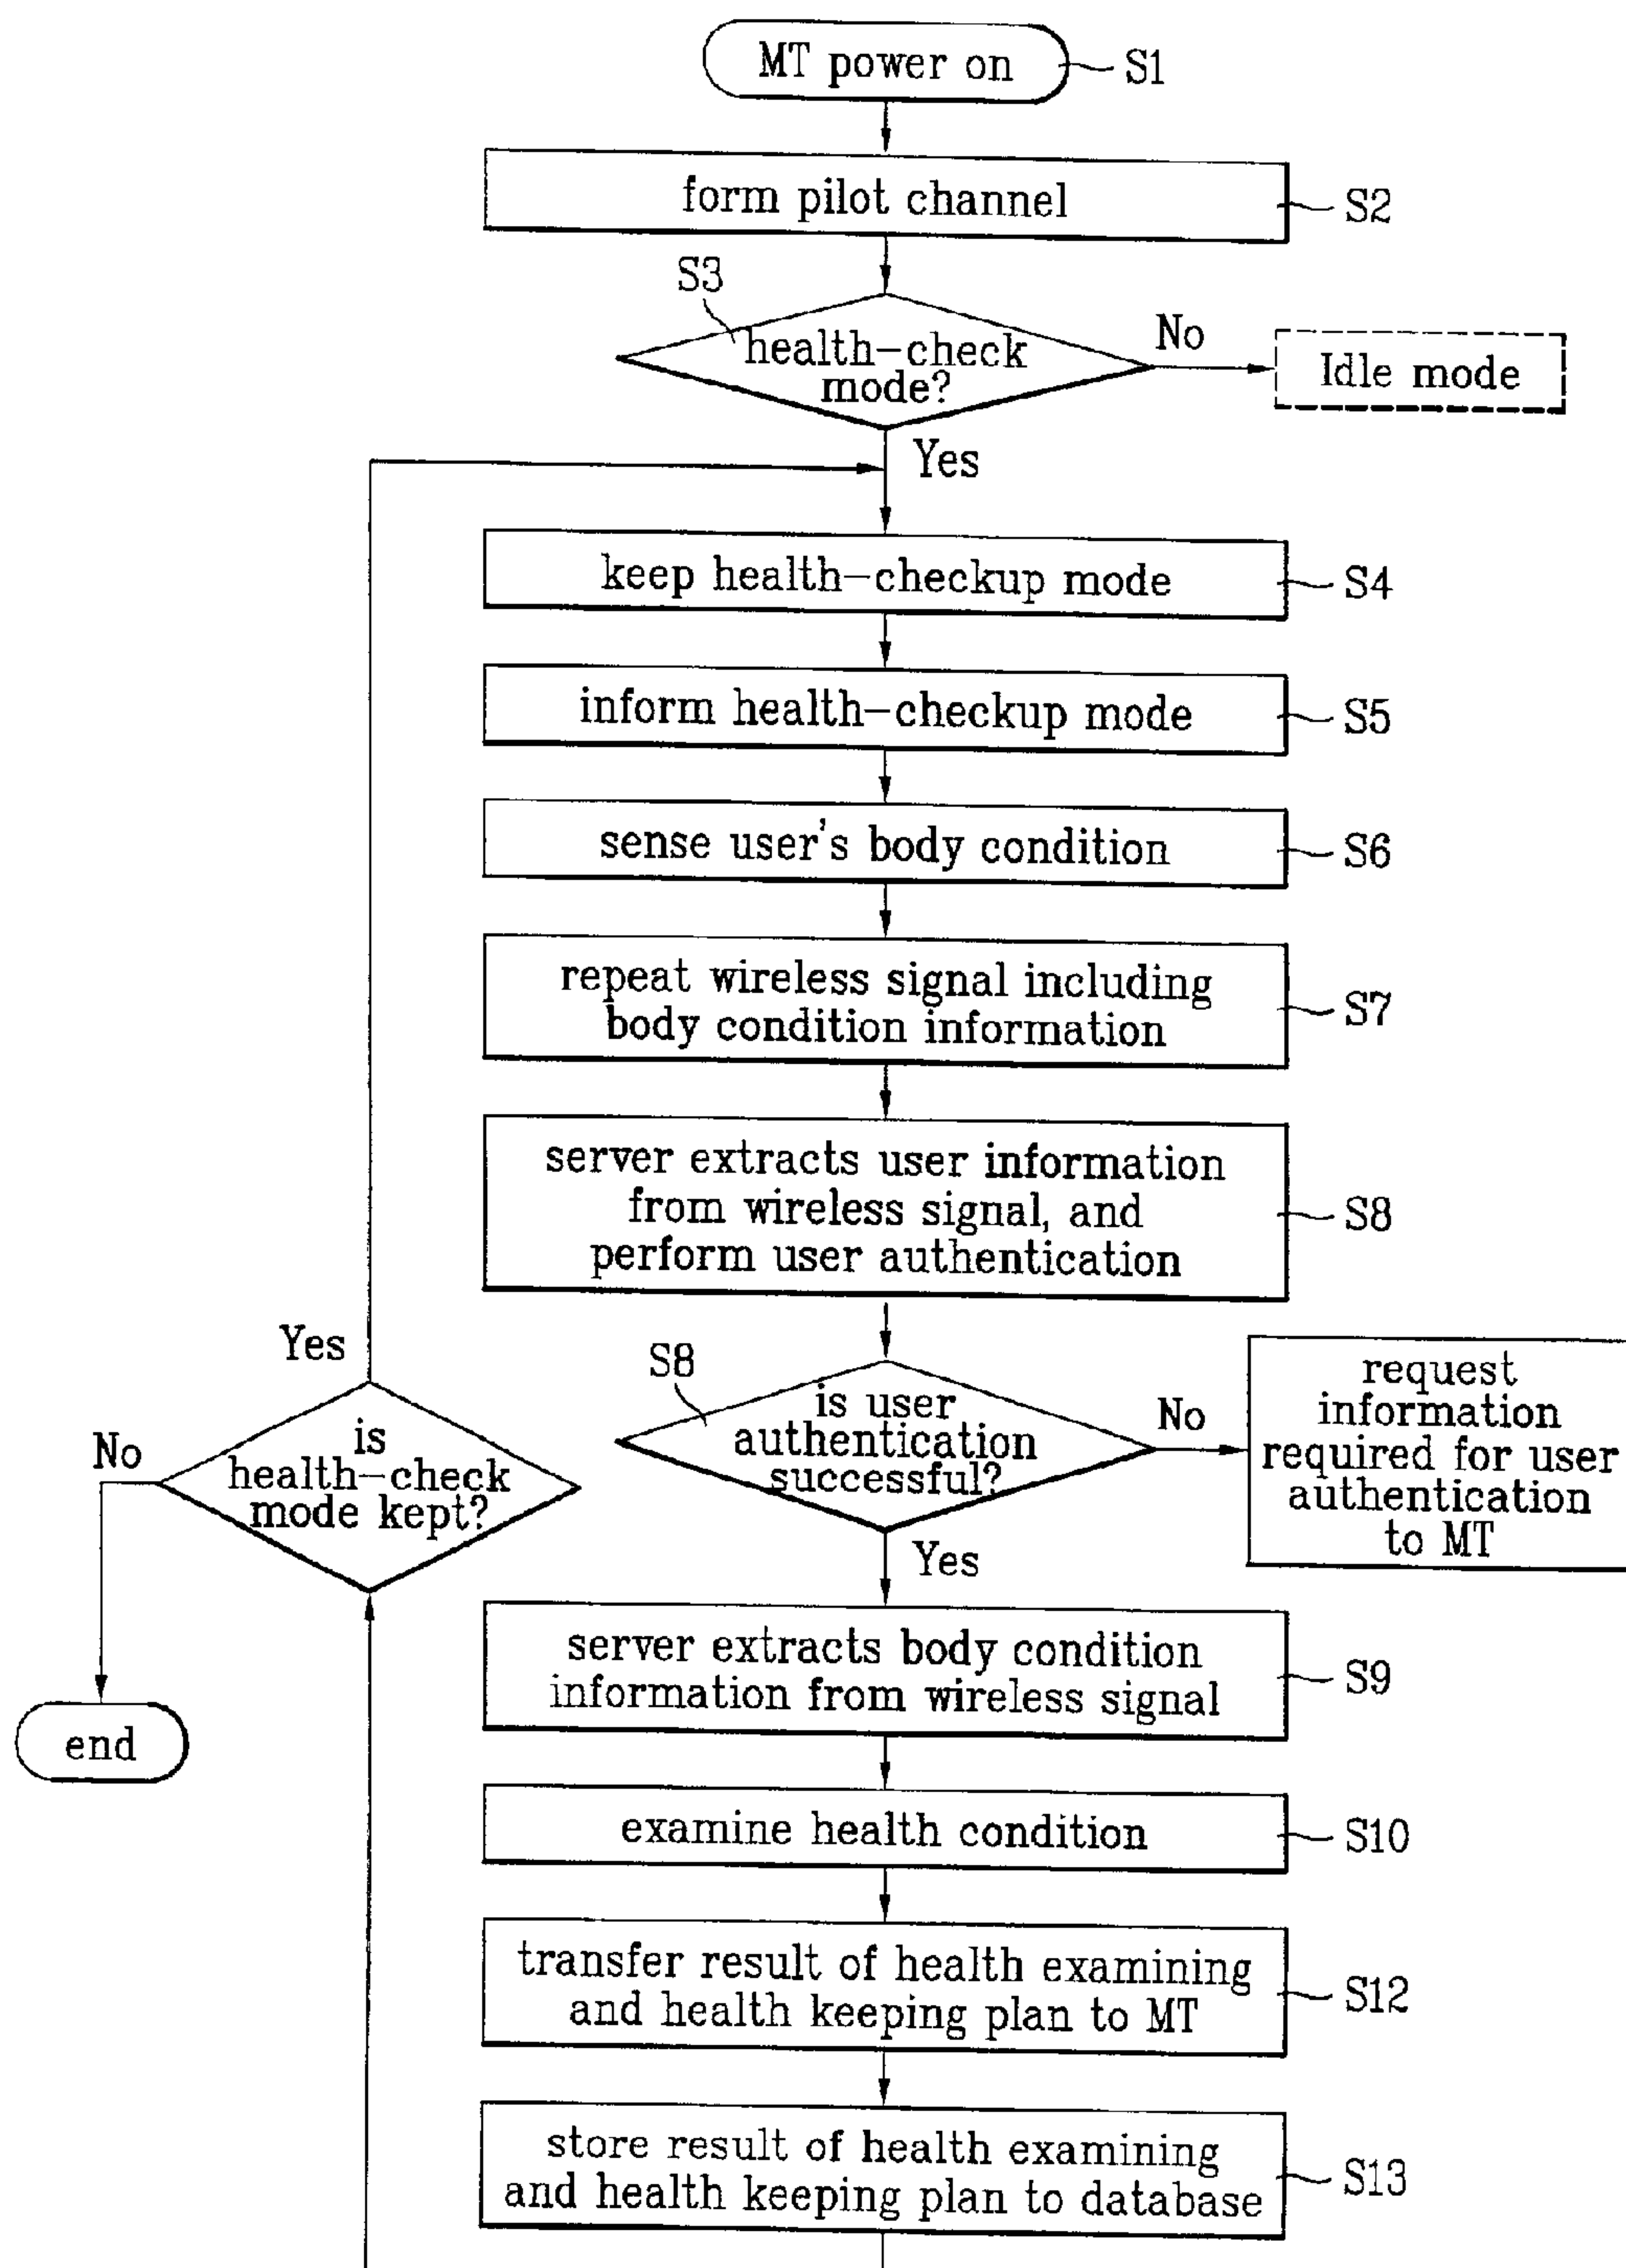 MT power on
S1
form pilot channel
S2
S3
health-check
mode?
No
Idle mode
Yes
keep health-checkup mode
S4
inform health-checkup mode
S5
sense user's body condition
S6
repeat wireless signal including
body condition information
S7
server extracts user information
from wireless signal, and
perform user authentication
S8
S8
is user
authentication
successful?
No
request
information
required for user
authentication
to MT
Yes
Yes
is
health-check
mode kept?
No
end
server extracts body condition
information from wireless signal
S9
examine health condition
S10
transfer result of health examining
and health keeping plan to MT
S12
store result of health examining
and health keeping plan to database
S13